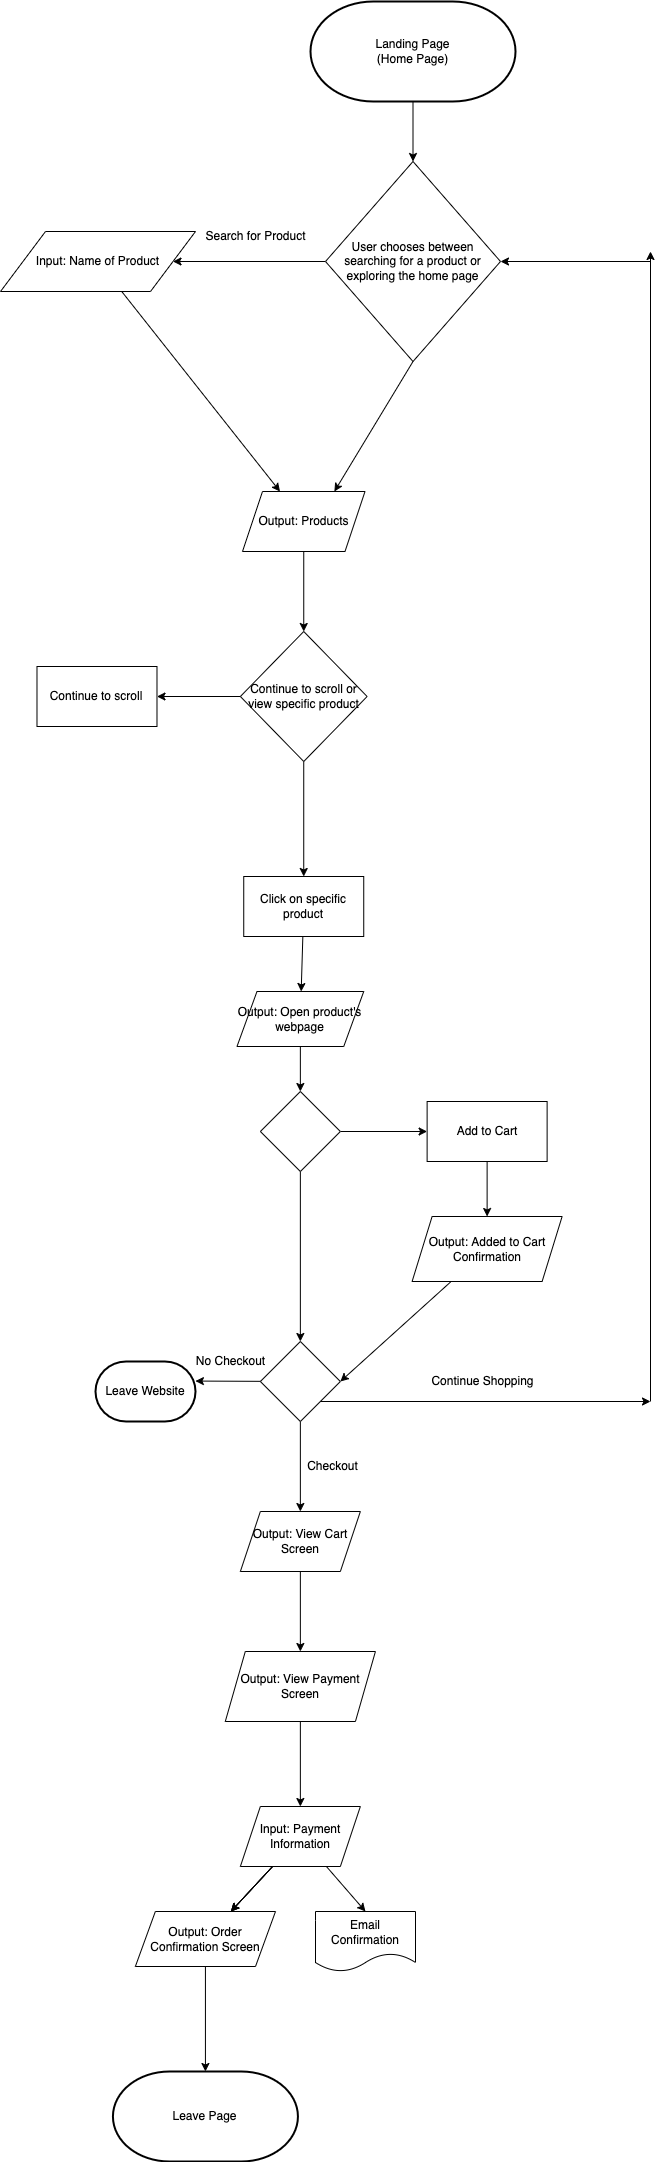 Landing Page
(Home Page)
Search for Product
User chooses between
searching for a product or
exploring the home page
Input: Name of Product
Output: Products
Continue to scroll
Continue to scroll or
view specific product
Click on specific
product
Output: Open product's
webpage
Add to Cart
Output: Added to Cart
Confirmation
No Checkout
Leave Website
Continue Shopping
Checkout
Output: View Cart
Screen
Output: View Payment
Screen
Input: Payment
Information
Output: Order
Confirmation Screen
Email
Confirmation
Leave Page